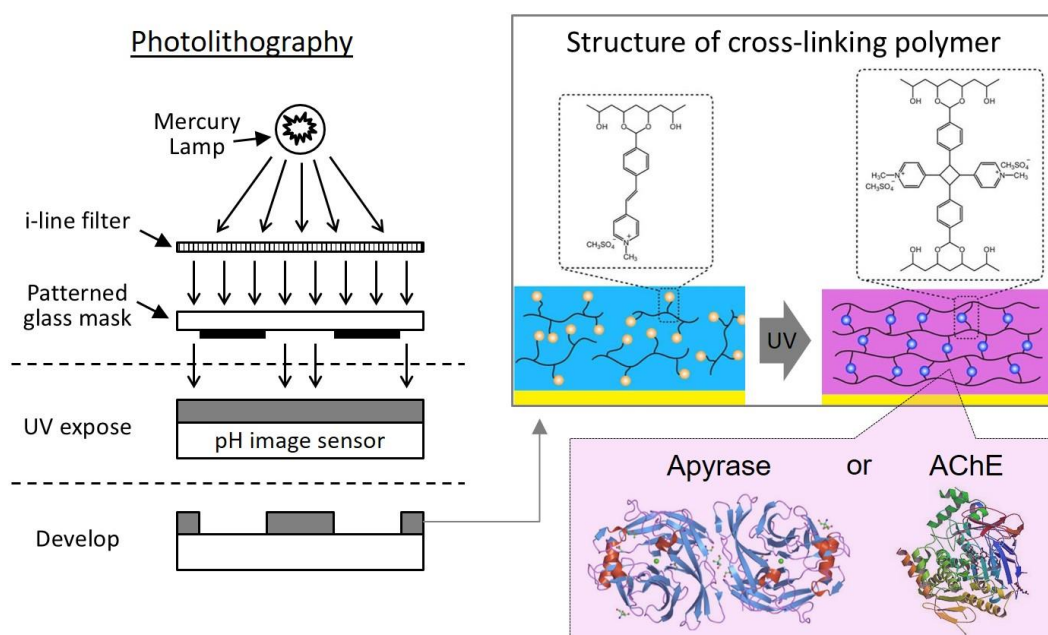 Photolithography
Mercury
Lamp
i-line filter
Patterned
glass mask
UV expose
pH image sensor
Develop
Structure of cross-linking polymer
OH
O
O
OH
CH₃SO₄⁻
N⁺
CH₃
UV
OH
O
O
OH
H₃C
N⁺
CH₃SO₄⁻
CH₃SO₄⁻
N⁺
CH₃
OH
O
O
OH
Apyrase or AChE